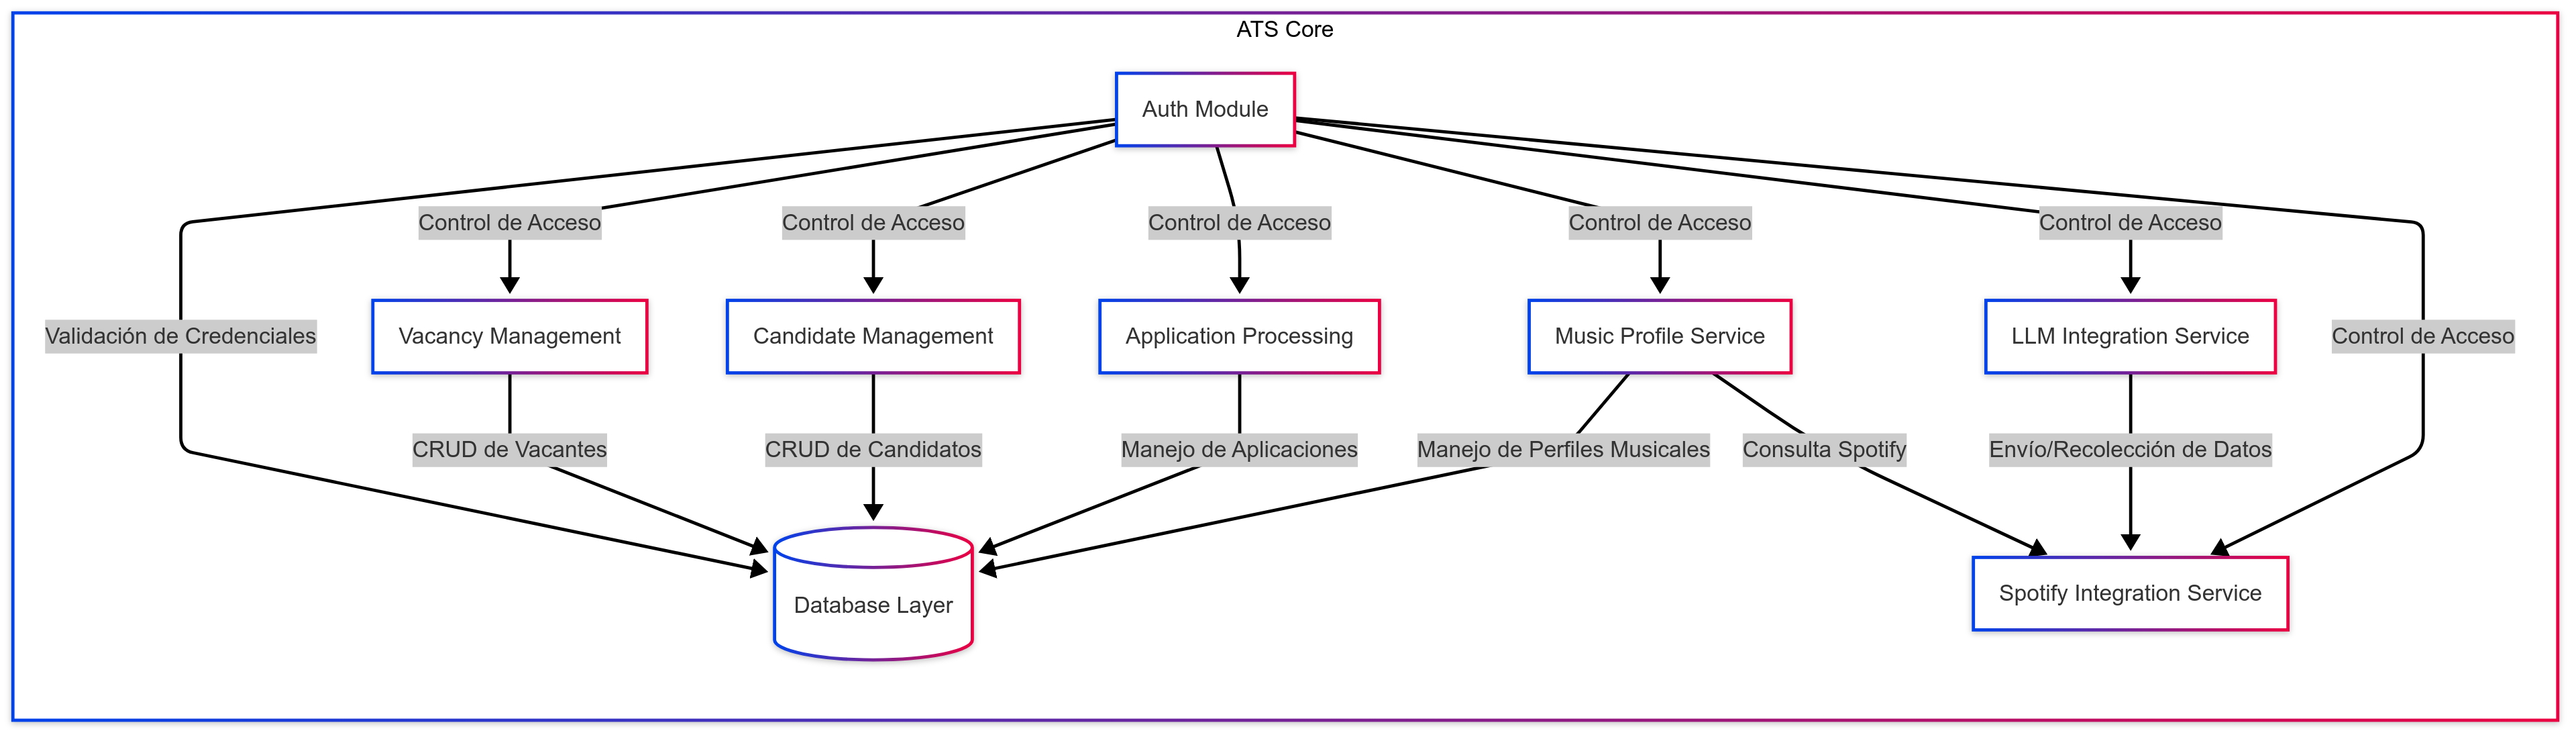 ATS Core
Auth Module
Control de Acceso
Control de Acceso
Control de Acceso
Control de Acceso
Control de Acceso
Validación de Credenciales
Vacancy Management
Candidate Management
Application Processing
Music Profile Service
LLM Integration Service
Control de Acceso
CRUD de Vacantes
CRUD de Candidatos
Manejo de Aplicaciones
Manejo de Perfiles Musicales
Consulta Spotify
Envío/Recolección de Datos
Database Layer
Spotify Integration Service